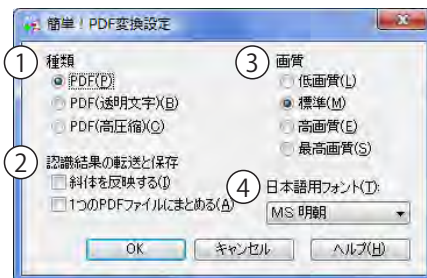 簡単！PDF変換設定
① 種類
PDF(P)
PDF(透明文字)(B)
PDF(高圧縮)(C)
② 認識結果の転送と保存
斜体を反映する(I)
1つのPDFファイルにまとめる(A)
③ 画質
低画質(L)
標準(M)
高画質(E)
最高画質(S)
④ 日本語用フォント(T):
MS 明朝
OK キャンセル ヘルプ(H)